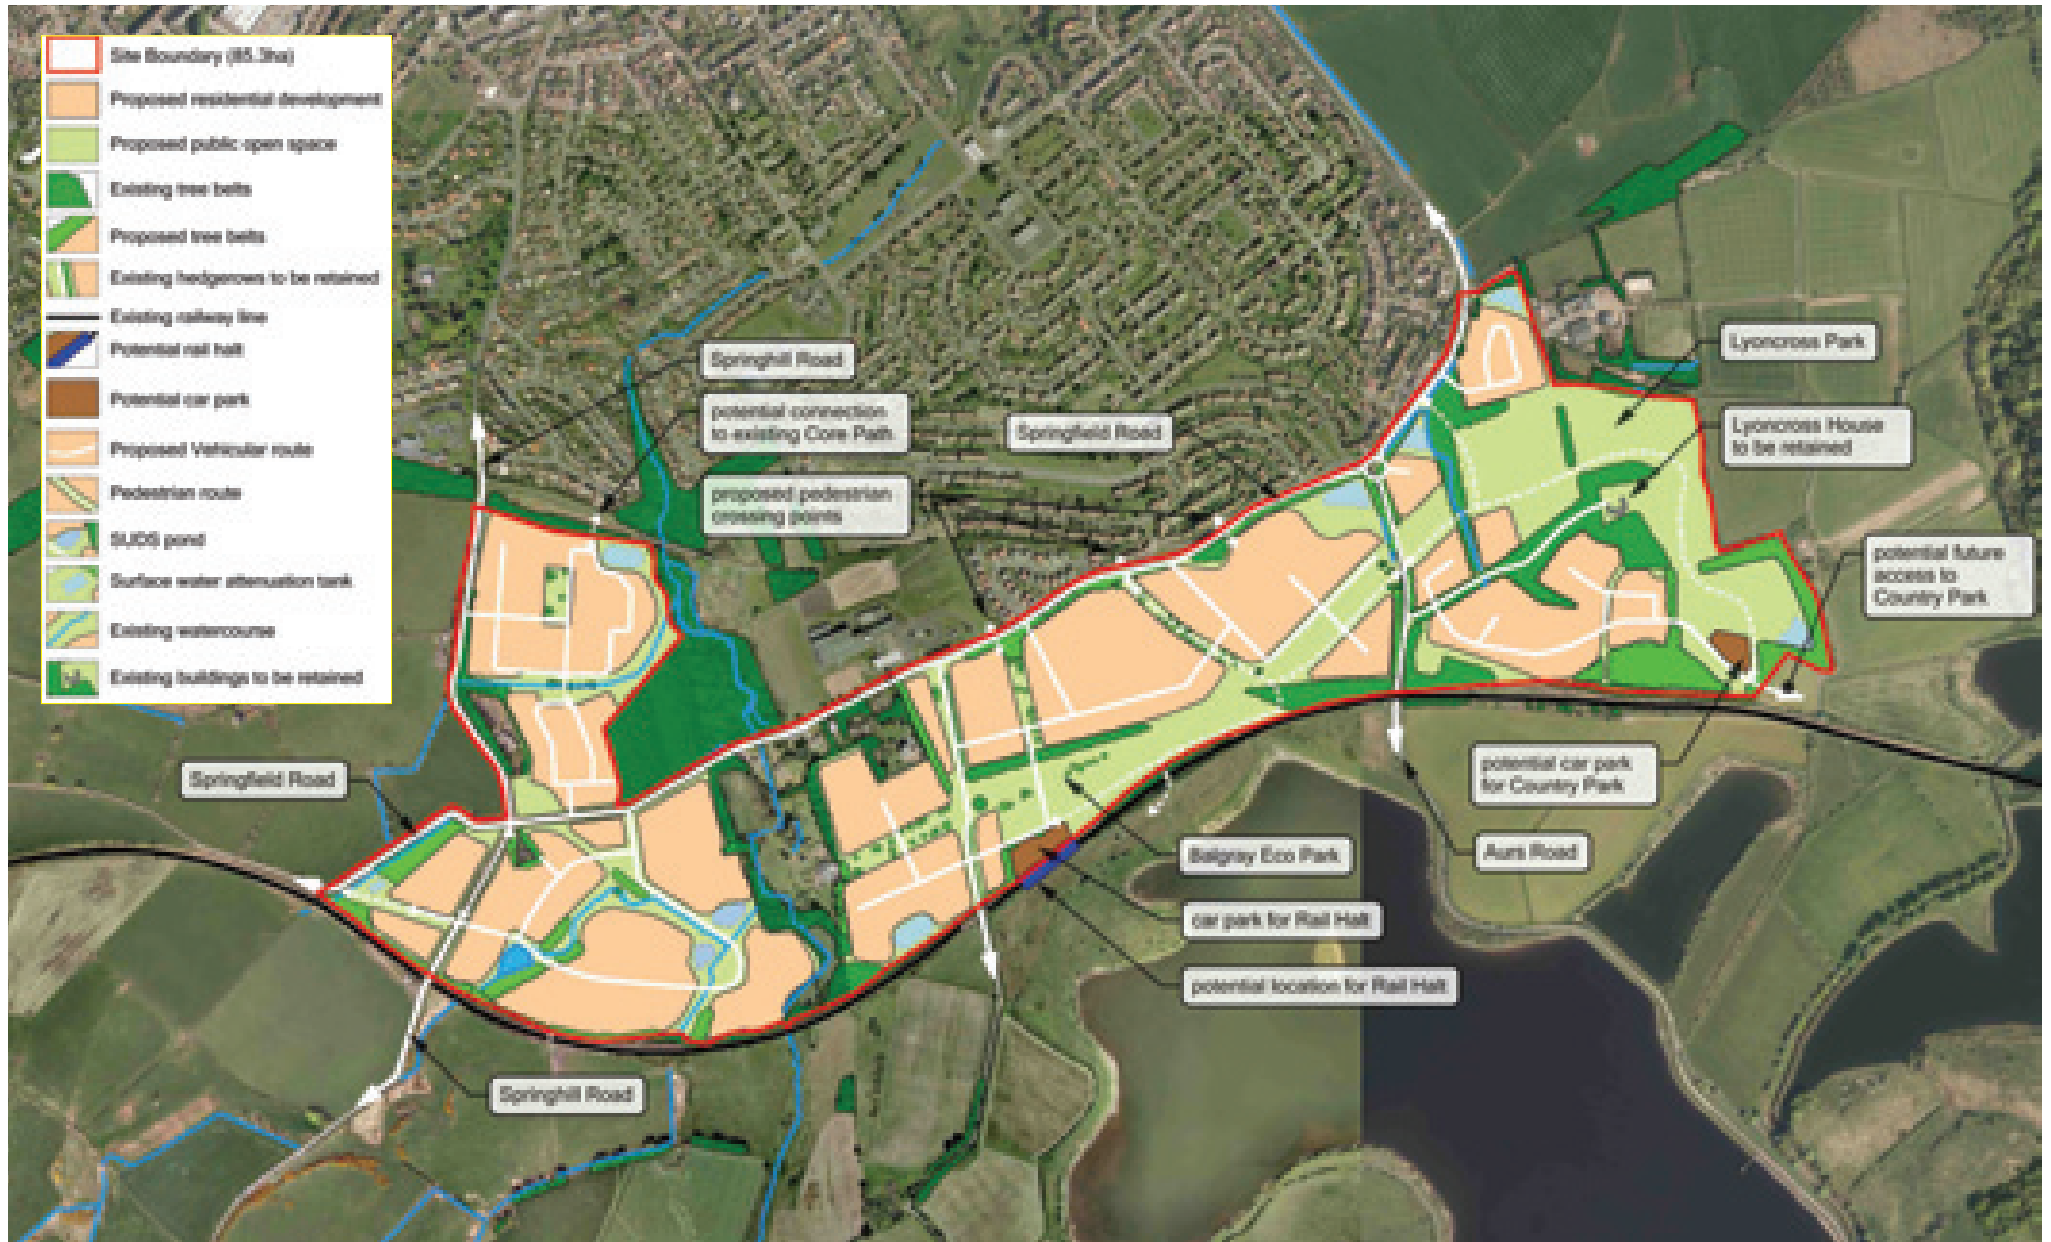 Site Boundary (85.3ha)
Proposed residential development
Proposed public open space
Existing tree belts
Proposed tree belts
Existing hedgerows to be retained
Existing railway line
Potential rail halt
Potential car park
Proposed Vehicular route
Pedestrian route
SUDS pond
Surface water attenuation tank
Existing watercourse
Existing buildings to be retained
Springhill Road
potential connection
to existing Core Path
proposed pedestrian
crossing points
Springfield Road
Lyoncross Park
Lyoncross House
to be retained
potential future
access to
Country Park
Springfield Road
potential car park
for Country Park
Aurs Road
Balgray Eco Park
car park for Rail Halt
potential location for Rail Halt
Springhill Road